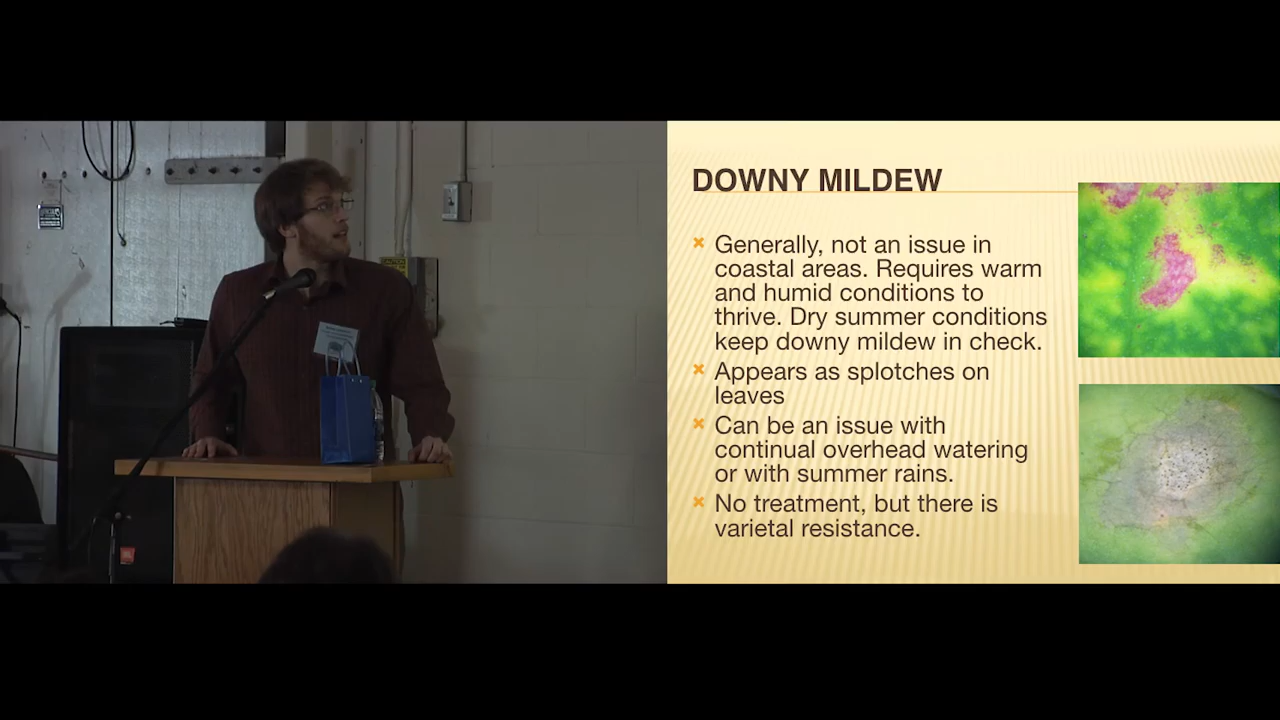 DOWNY MILDEW
Generally, not an issue in
coastal areas. Requires warm
and humid conditions to
thrive. Dry summer conditions
keep downy mildew in check.
Appears as splotches on
leaves
Can be an issue with
continual overhead watering
or with summer rains.
No treatment, but there is
varietal resistance.